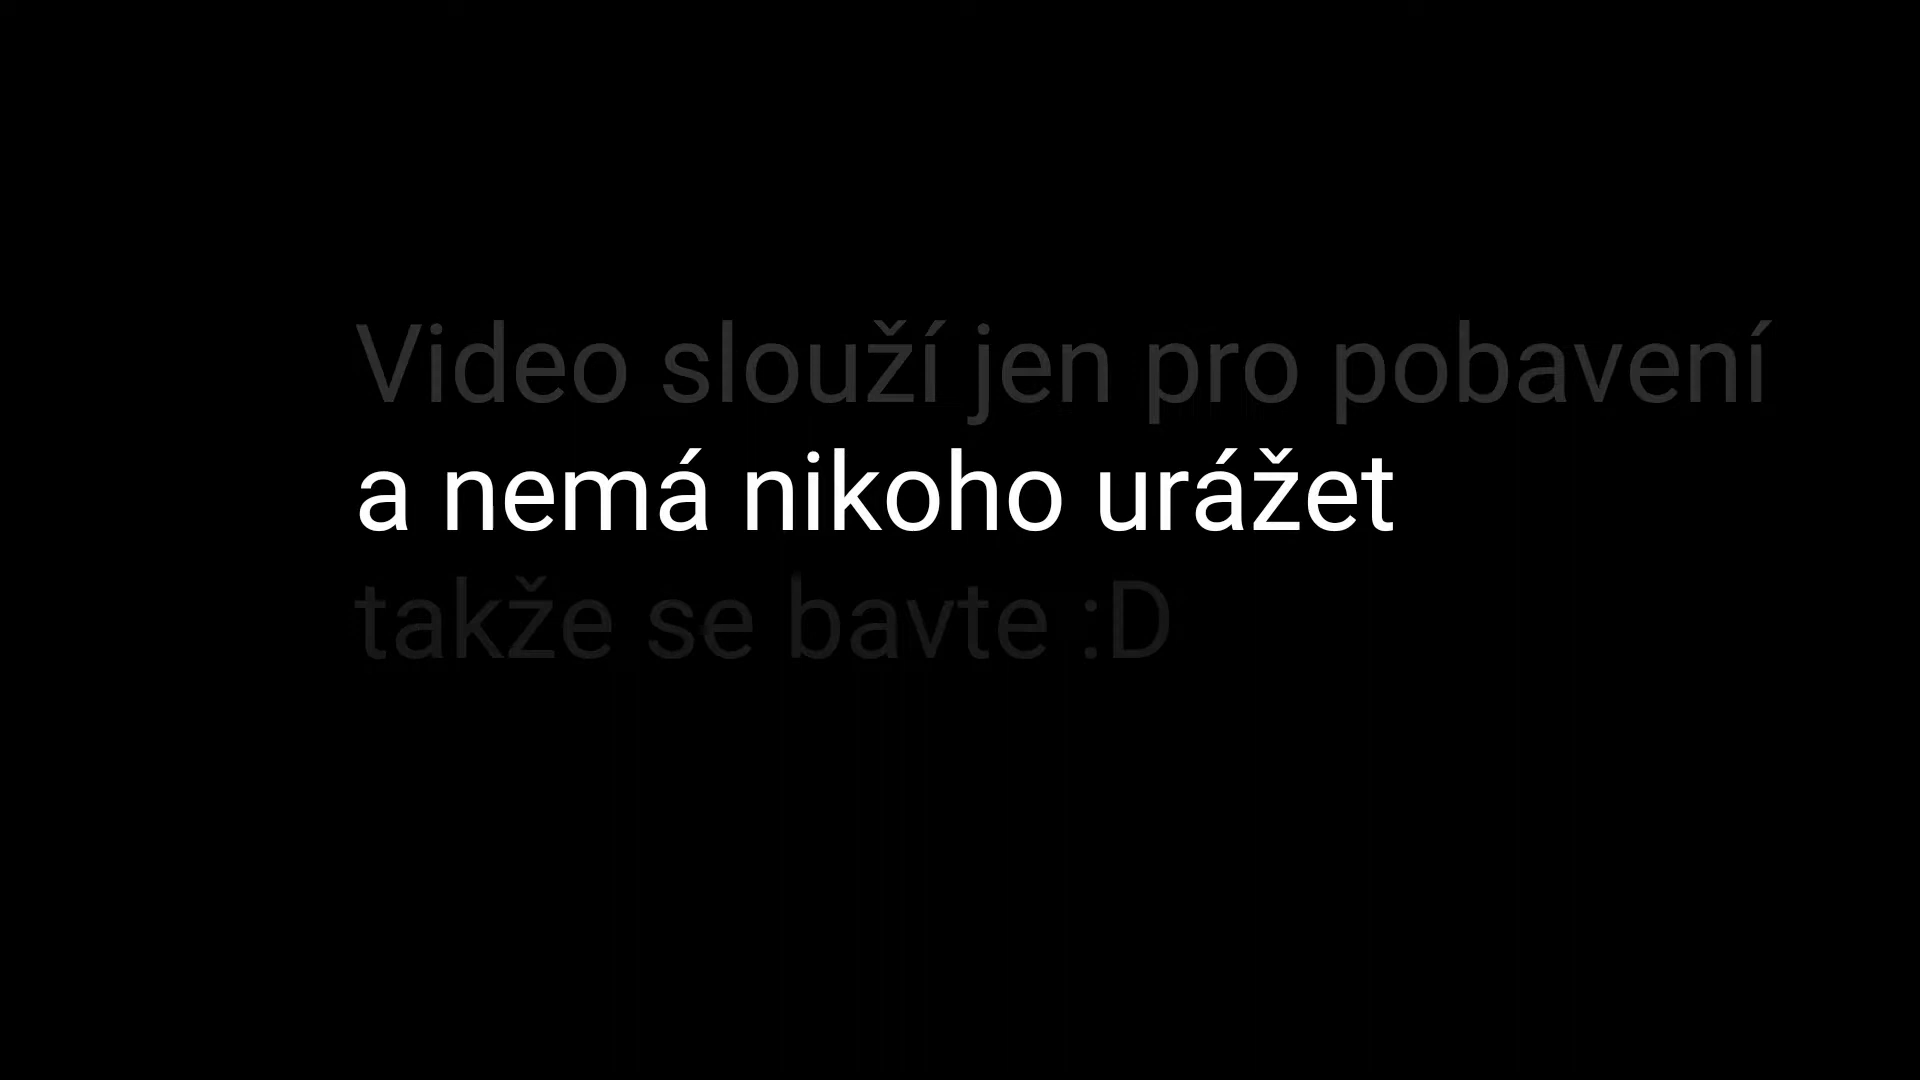 Video slouží jen pro pobavení
a nemá nikoho urážet
takže se bavte :D